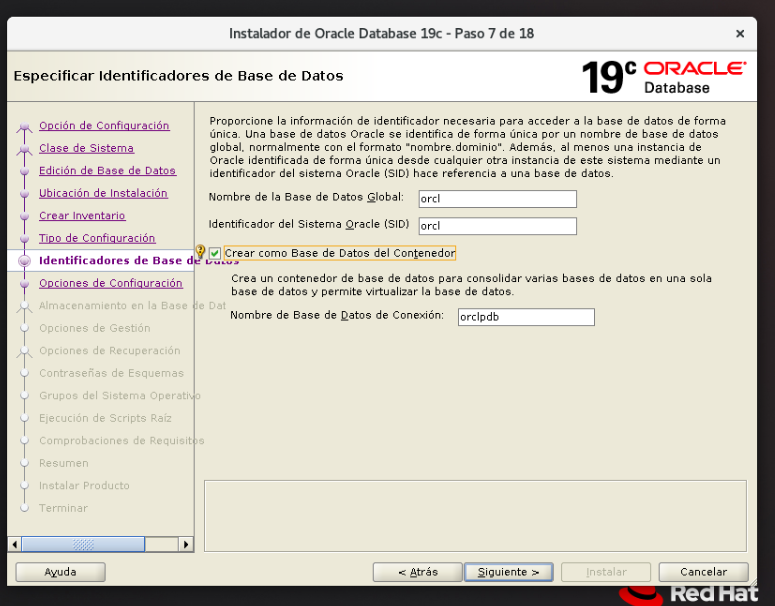 Instalador de Oracle Database 19c - Paso 7 de 18
×
Especificar Identificadores de Base de Datos
19c ORACLE
Database
Opción de Configuración
Clase de Sistema
Edición de Base de Datos
Ubicación de Instalación
Crear Inventario
Tipo de Configuración
Identificadores de Base de Datos
Opciones de Configuración
Almacenamiento en la Base de Dat
Opciones de Gestión
Opciones de Recuperación
Contraseñas de Esquemas
Grupos del Sistema Operativo
Ejecución de Scripts Raíz
Comprobaciones de Requisitos
Resumen
Instalar Producto
Terminar
Proporcione la información de identificador necesaria para acceder a la base de datos de forma
única. Una base de datos Oracle se identifica de forma única por un nombre de base de datos
global, normalmente con el formato "nombre.dominio". Además, al menos una instancia de
Oracle identificada de forma única desde cualquier otra instancia de este sistema mediante un
identificador del sistema Oracle (SID) hace referencia a una base de datos.
Nombre de la Base de Datos Global: orcl
Identificador del Sistema Oracle (SID) orcl
Crear como Base de Datos del Contenedor
Crea un contenedor de base de datos para consolidar varias bases de datos en una sola
base de datos y permite virtualizar la base de datos.
Nombre de Base de Datos de Conexión: orclpdb
Ayuda
< Atrás
Siguiente >
Instalar
Cancelar
Red Hat